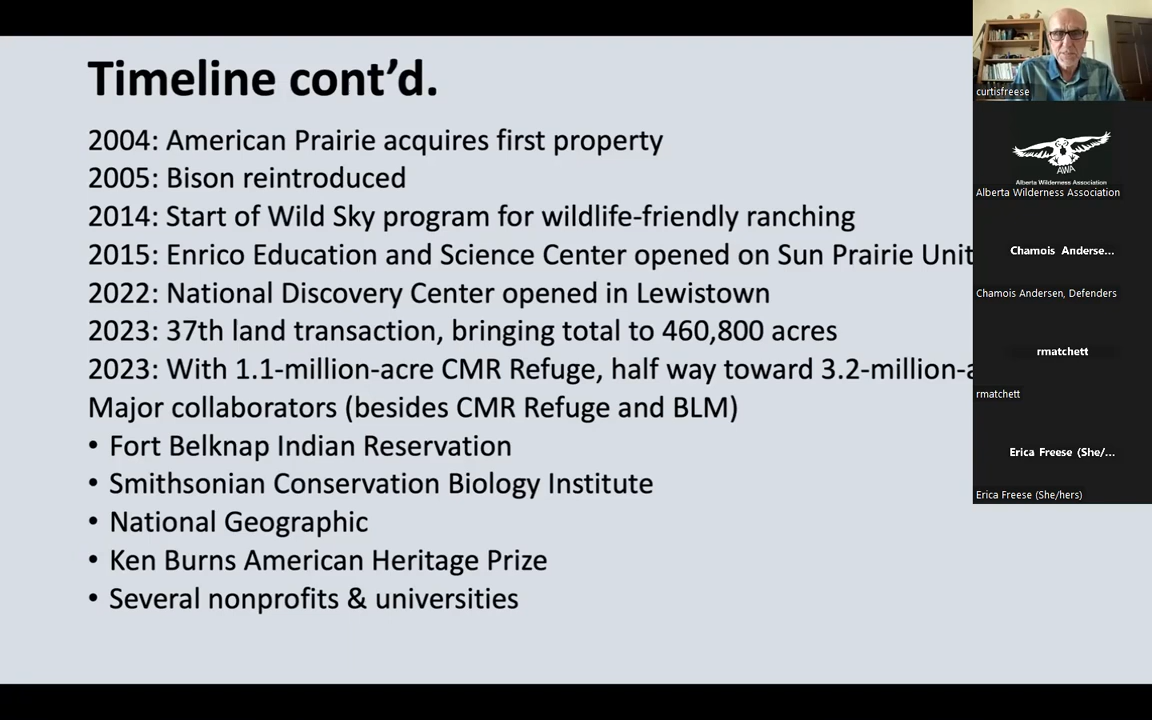 Timeline cont’d.
2004: American Prairie acquires first property
2005: Bison reintroduced
2014: Start of Wild Sky program for wildlife-friendly ranching
2015: Enrico Education and Science Center opened on Sun Prairie Unit
2022: National Discovery Center opened in Lewistown
2023: 37th land transaction, bringing total to 460,800 acres
2023: With 1.1-million-acre CMR Refuge, half way toward 3.2-million-a
Major collaborators (besides CMR Refuge and BLM)
• Fort Belknap Indian Reservation
• Smithsonian Conservation Biology Institute
• National Geographic
• Ken Burns American Heritage Prize
• Several nonprofits & universities
curtisfreese
AWA
Alberta Wilderness Association
Alberta Wilderness Association
Chamois Anderse...
Chamois Andersen, Defenders
rmatchett
rmatchett
Erica Freese (She/...
Erica Freese (She/hers)